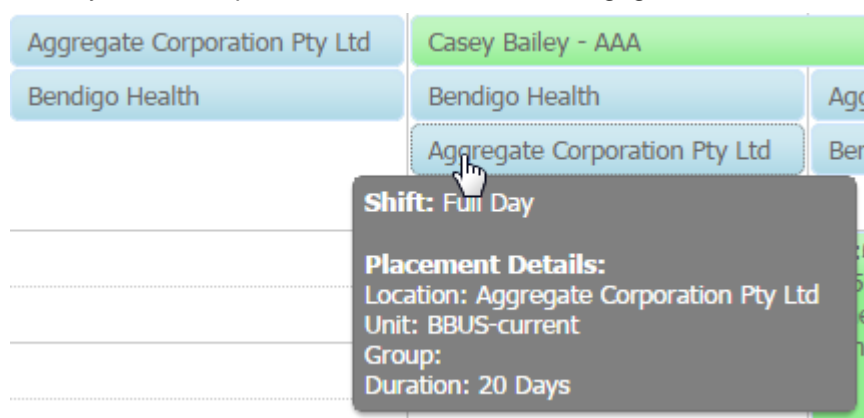 Aggregate Corporation Pty Ltd
Casey Bailey - AAA
Bendigo Health
Bendigo Health
Aggregate Corporation Pty Ltd
Shift: Full Day
Placement Details:
Location: Aggregate Corporation Pty Ltd
Unit: BBUS-current
Group:
Duration: 20 Days